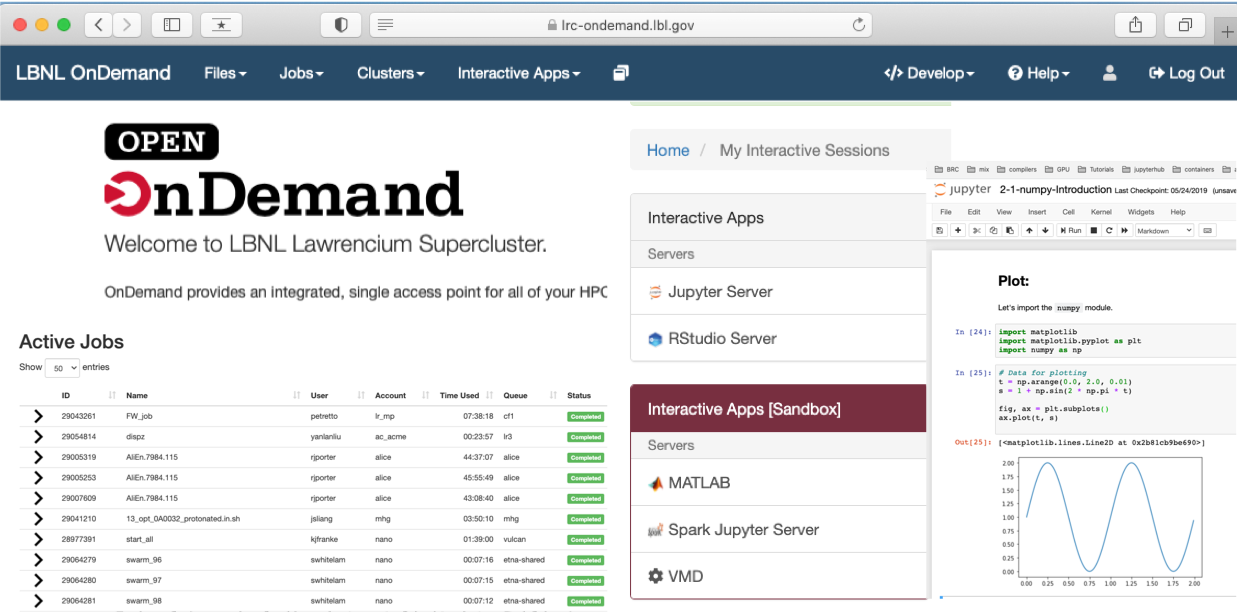 lrc-ondemand.lbl.gov
LBNL OnDemand Files Jobs Clusters Interactive Apps </> Develop Help Log Out
OPEN
OnDemand
Welcome to LBNL Lawrencium Supercluster.
OnDemand provides an integrated, single access point for all of your HPC
Active Jobs
Show 50 entries
ID Name User Account Time Used Queue Status
29043261 FW_job petretto lr_mp 07:38:18 cf1 Completed
29054814 dispz yanlanliu ac_acme 00:23:57 lr3 Completed
29005319 AliEn.7984.115 rjporter alice 44:37:07 alice Completed
29005253 AliEn.7984.115 rjporter alice 45:55:49 alice Completed
29007609 AliEn.7984.115 rjporter alice 43:08:40 alice Completed
29041210 13_opt_0A0032_protonated.in.sh jsliang mhg 03:50:10 mhg Completed
28977391 start_all kjfranke nano 01:39:00 vulcan Completed
29064279 swarm_96 swhitelam nano 00:07:16 etna-shared Completed
29064280 swarm_97 swhitelam nano 00:07:15 etna-shared Completed
29064281 swarm_98 swhitelam nano 00:07:12 etna-shared Completed
Home / My Interactive Sessions
Interactive Apps
Servers
Jupyter Server
RStudio Server
Interactive Apps [Sandbox]
Servers
MATLAB
Spark Jupyter Server
VMD
BRC mix compilers GPU Tutorials jupyterhub containers
jupyter 2-1-numpy-Introduction Last Checkpoint: 05/24/2019 (unsave
File Edit View Insert Cell Kernel Widgets Help
Run Markdown
Plot:
Let's import the numpy module.
In [24]: import matplotlib
import matplotlib.pyplot as plt
import numpy as np
In [25]: # Data for plotting
t = np.arange(0.0, 2.0, 0.01)
s = 1 + np.sin(2 * np.pi * t)
fig, ax = plt.subplots()
ax.plot(t, s)
Out[25]: [<matplotlib.lines.Line2D at 0x2b81cb9be690>]
2.00
1.75
1.50
1.25
1.00
0.75
0.50
0.25
0.00
0.00 0.25 0.50 0.75 1.00 1.25 1.50 1.75 2.00